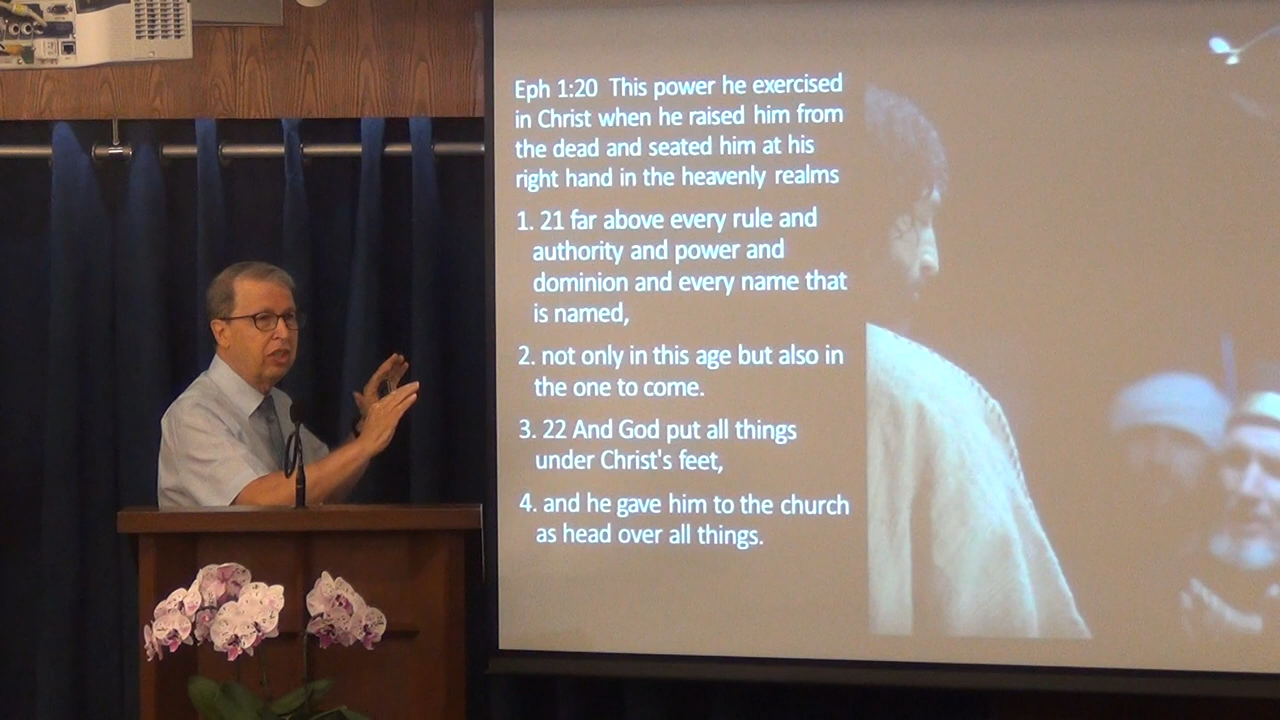 Eph 1:20 This power he exercised
in Christ when he raised him from
the dead and seated him at his
right hand in the heavenly realms
1. 21 far above every rule and
authority and power and
dominion and every name that
is named,
2. not only in this age but also in
the one to come.
3. 22 And God put all things
under Christ's feet,
4. and he gave him to the church
as head over all things.